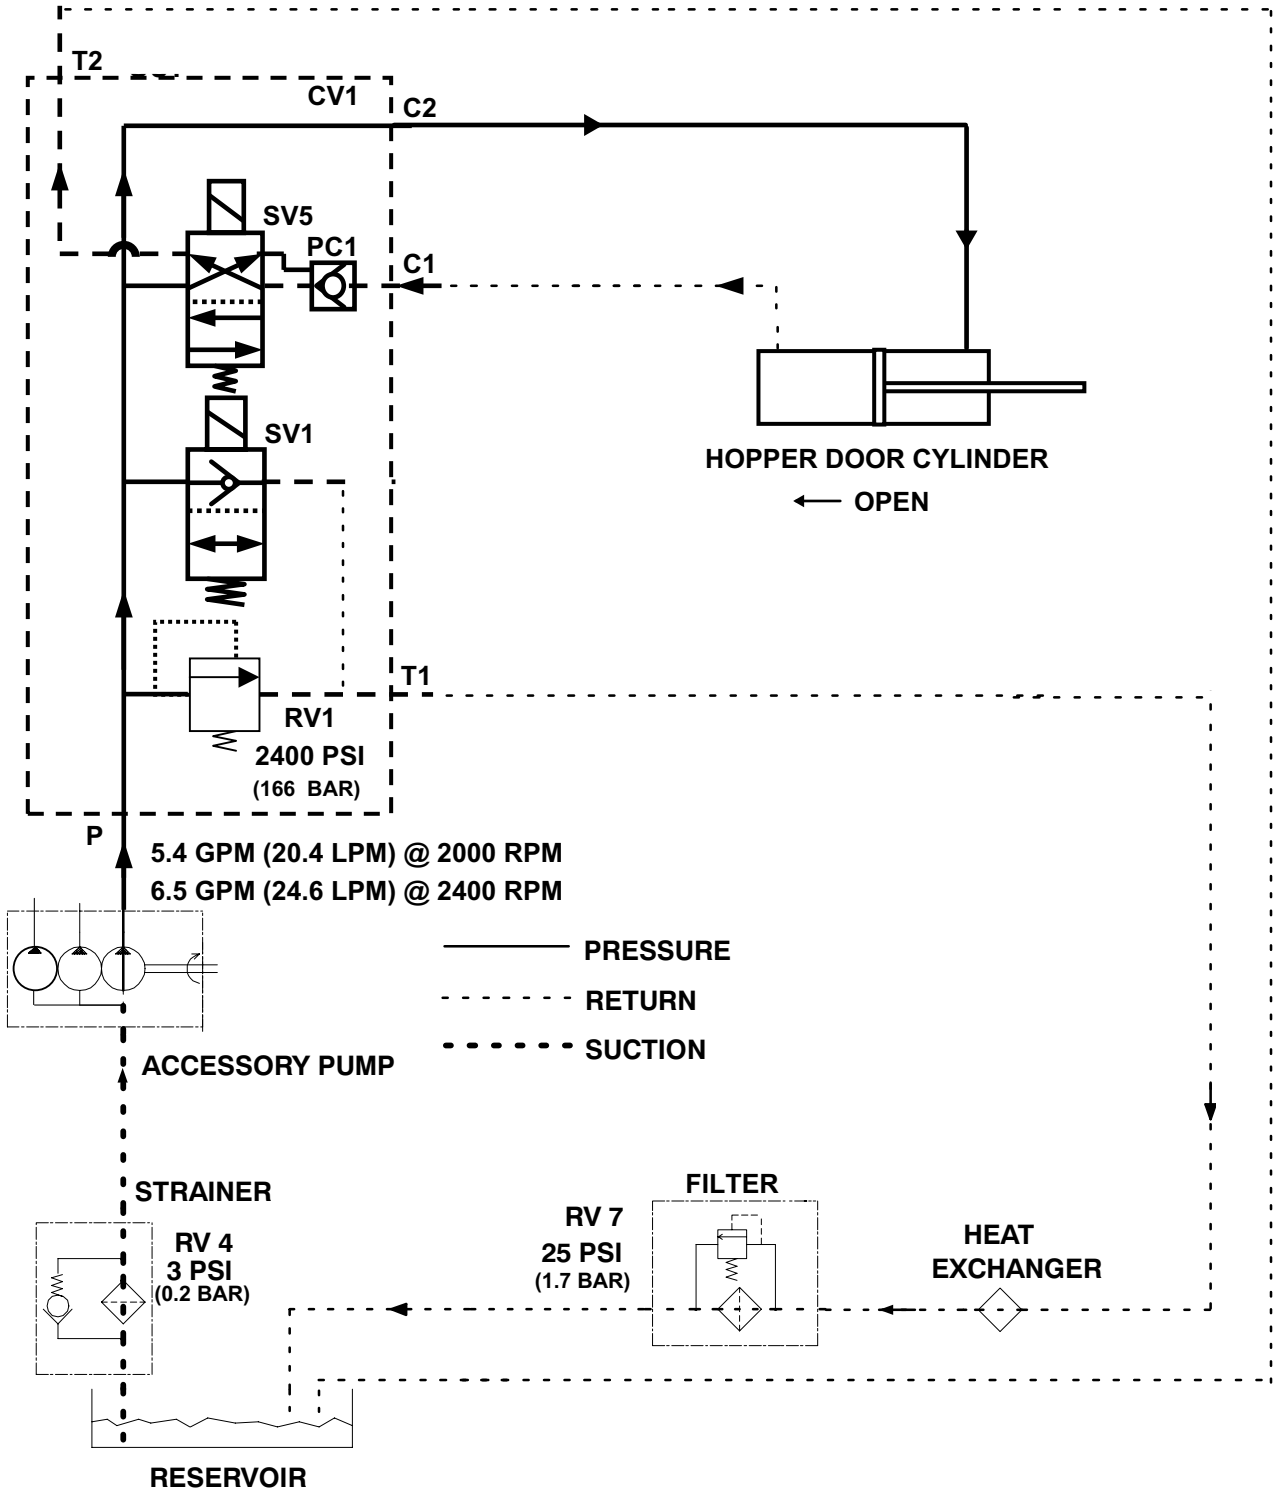 T2
CV1
C2
SV5
PC1
C1
SV1
HOPPER DOOR CYLINDER
OPEN
T1
RV1
2400 PSI
(166 BAR)
P
5.4 GPM (20.4 LPM) @ 2000 RPM
6.5 GPM (24.6 LPM) @ 2400 RPM
PRESSURE
RETURN
SUCTION
ACCESSORY PUMP
STRAINER
RV 4
3 PSI
(0.2 BAR)
FILTER
RV 7
25 PSI
(1.7 BAR)
HEAT
EXCHANGER
RESERVOIR